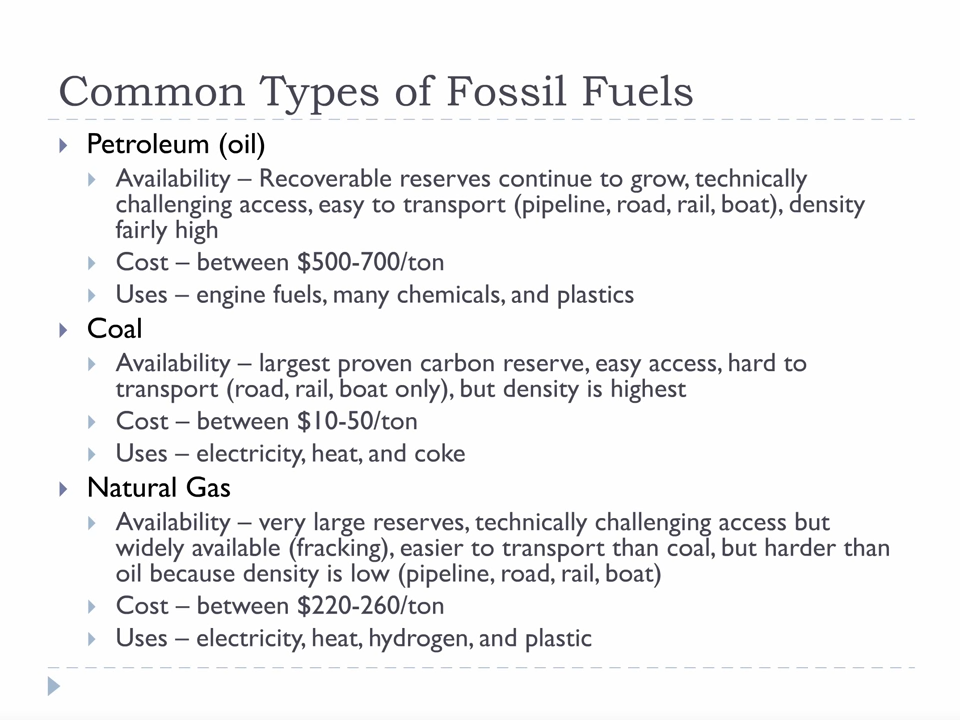 Common Types of Fossil Fuels
Petroleum (oil)
Availability – Recoverable reserves continue to grow, technically
challenging access, easy to transport (pipeline, road, rail, boat), density
fairly high
Cost – between $500-700/ton
Uses – engine fuels, many chemicals, and plastics
Coal
Availability – largest proven carbon reserve, easy access, hard to
transport (road, rail, boat only), but density is highest
Cost – between $10-50/ton
Uses – electricity, heat, and coke
Natural Gas
Availability – very large reserves, technically challenging access but
widely available (fracking), easier to transport than coal, but harder than
oil because density is low (pipeline, road, rail, boat)
Cost – between $220-260/ton
Uses – electricity, heat, hydrogen, and plastic